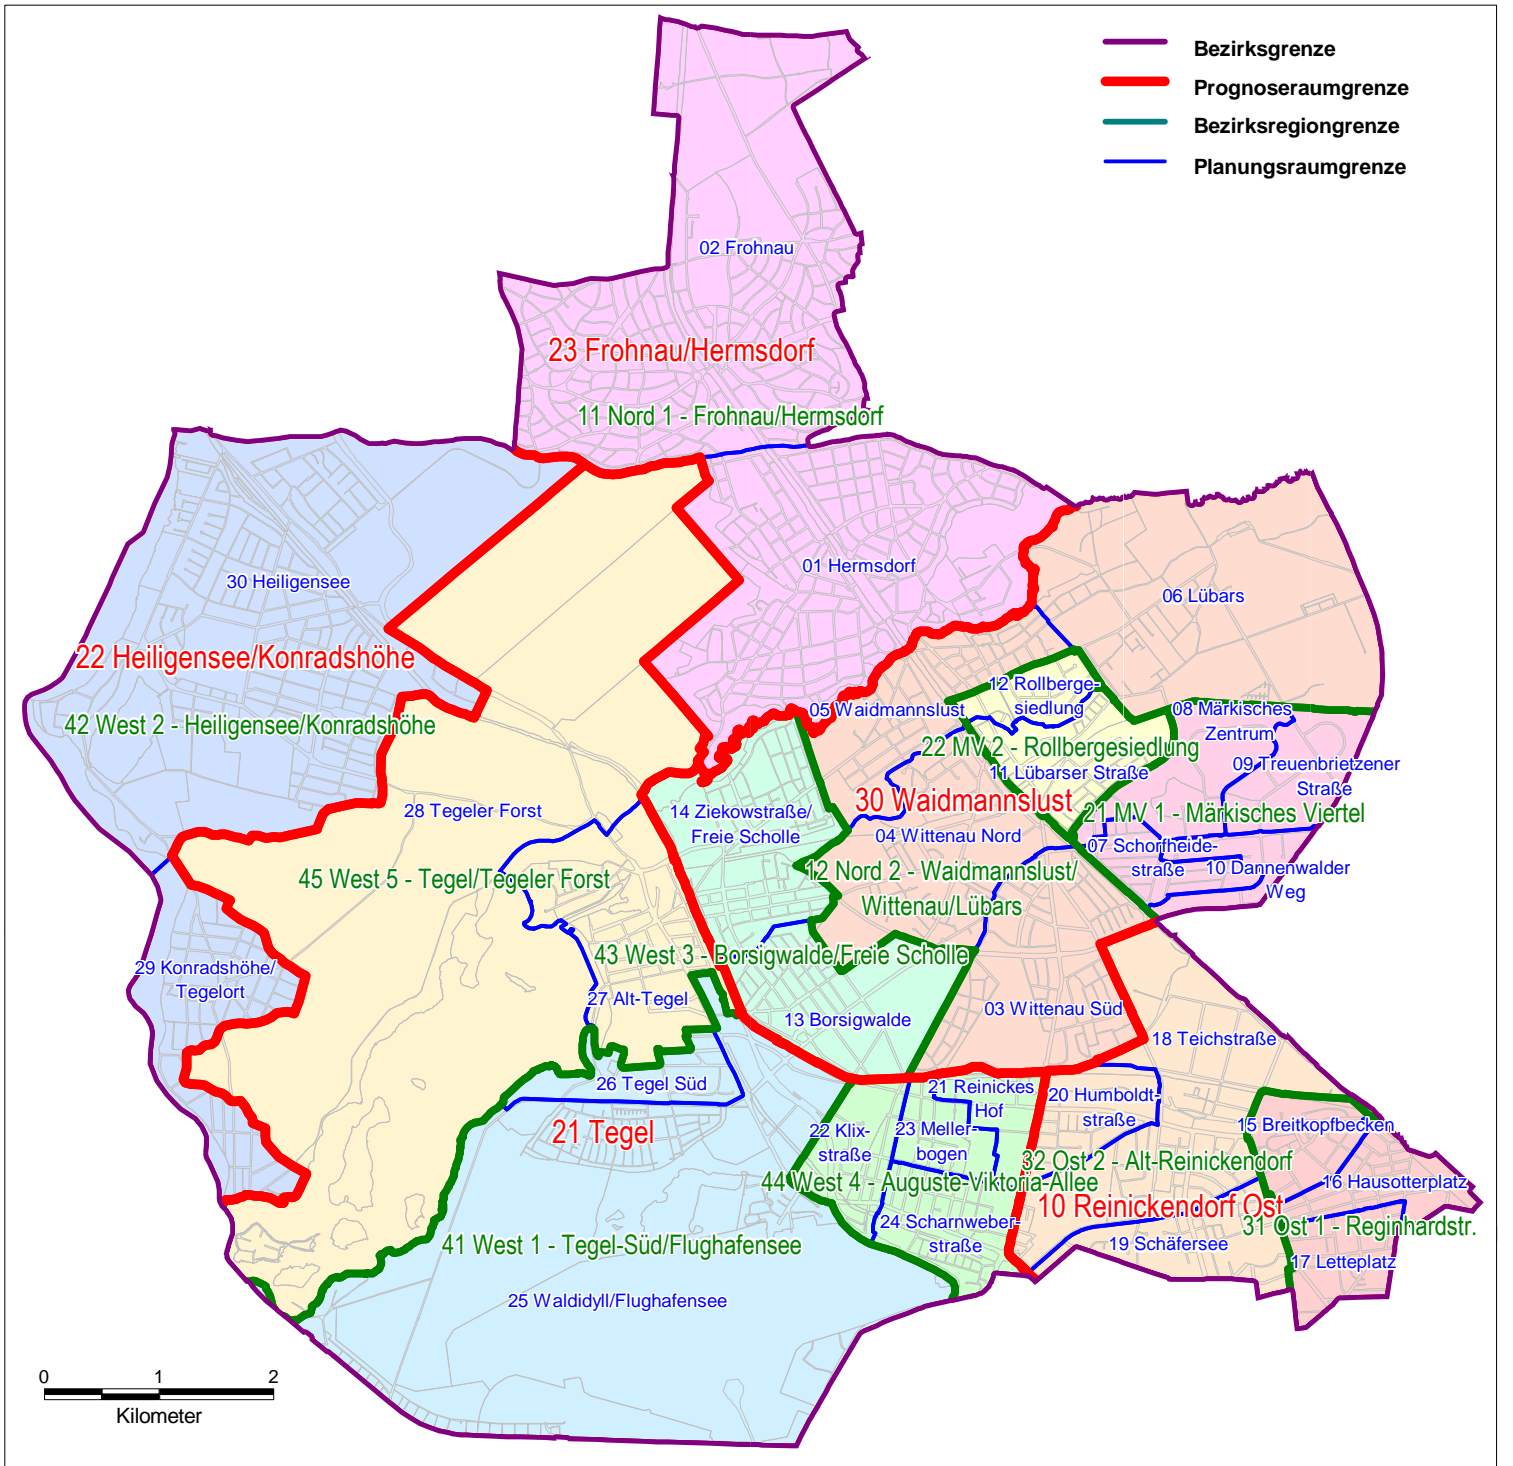 Bezirksgrenze
Prognoseraumgrenze
Bezirksregiongrenze
Planungsraumgrenze
02 Frohnau
23 Frohnau/Hermsdorf
11 Nord 1 - Frohnau/Hermsdorf
01 Hermsdorf
30 Heiligensee
06 Lübars
22 Heiligensee/Konradshöhe
42 West 2 - Heiligensee/Konradshöhe
12 Rollberge-
siedlung
05 Waidmannslust
08 Märkisches
Zentrum
22 MV 2 - Rollbergesiedlung
11 Lübarser Straße
09 Treuenbrietzener
Straße
30 Waidmannslust
28 Tegeler Forst
14 Ziekowstraße/
Freie Scholle
21 MV 1 - Märkisches Viertel
04 Wittenau Nord
07 Schorfheide-
straße
10 Dannenwalder
Weg
12 Nord 2 - Waidmannslust/
Wittenau/Lübars
45 West 5 - Tegel/Tegeler Forst
43 West 3 - Borsigwalde/Freie Scholle
29 Konradshöhe/
Tegelort
27 Alt-Tegel
13 Borsigwalde
03 Wittenau Süd
18 Teichstraße
26 Tegel Süd
21 Reinickes
Hof
20 Humboldt-
straße
21 Tegel
22 Klix-
straße
23 Meller-
bogen
15 Breitkopfbecken
32 Ost 2 - Alt-Reinickendorf
44 West 4 - Auguste-Viktoria-Allee
16 Hausotterplatz
10 Reinickendorf Ost
24 Scharnweber-
straße
31 Ost 1 - Reginhardstr.
41 West 1 - Tegel-Süd/Flughafensee
19 Schäfersee
17 Letteplatz
25 Waldidyll/Flughafensee
0 1 2
Kilometer